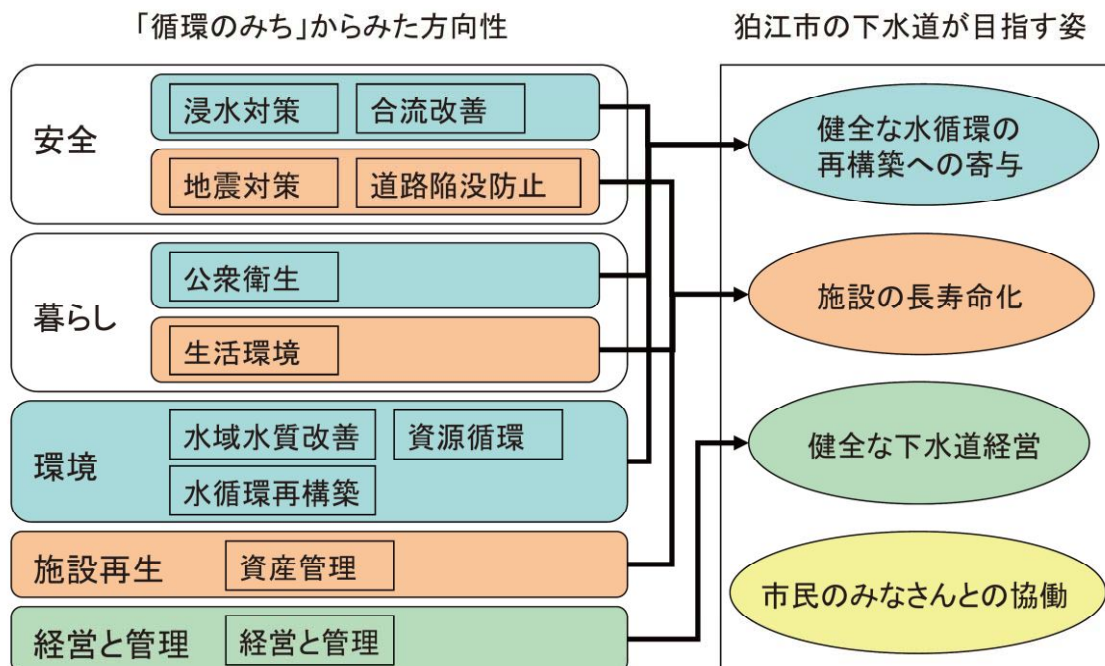 「循環のみち」からみた方向性
狛江市の下水道が目指す姿
安全
浸水対策
合流改善
地震対策
道路陥没防止
暮らし
公衆衛生
生活環境
環境
水域水質改善
資源循環
水循環再構築
施設再生
資産管理
経営と管理
経営と管理
健全な水循環の
再構築への寄与
施設の長寿命化
健全な下水道経営
市民のみなさんとの協働